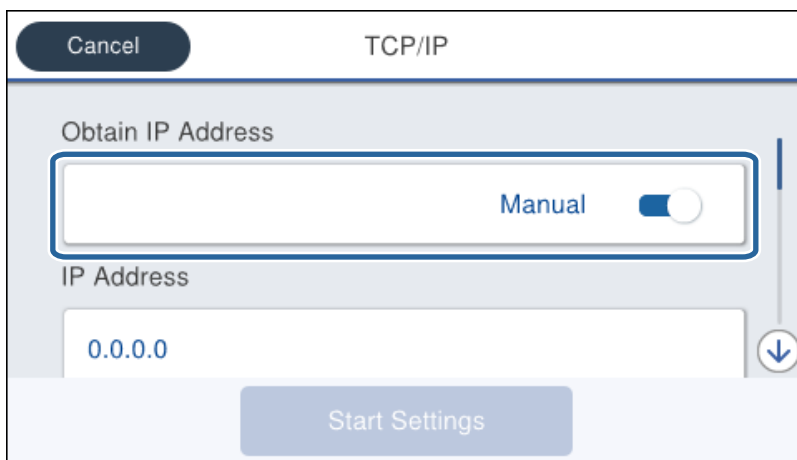 Cancel
TCP/IP
Obtain IP Address
Manual
IP Address
0.0.0.0
Start Settings